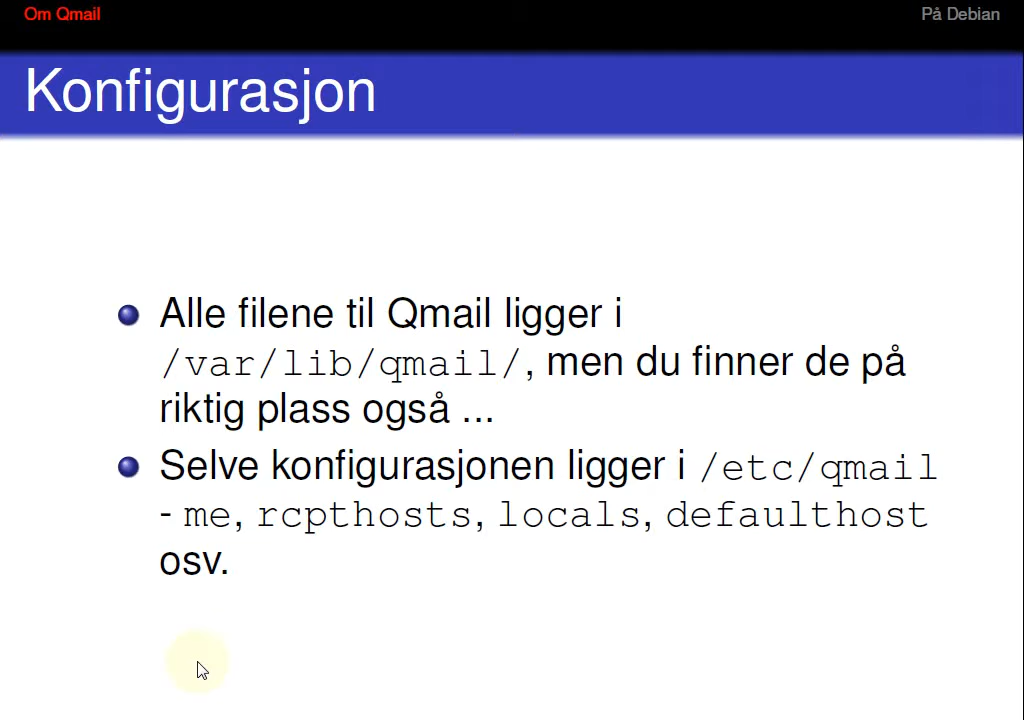 Om Qmail
På Debian
Konfigurasjon
Alle filene til Qmail ligger i
/var/lib/qmail/, men du finner de på
riktig plass også ...
Selve konfigurasjonen ligger i /etc/qmail
- me, rcpthosts, locals, defaulthost
osv.